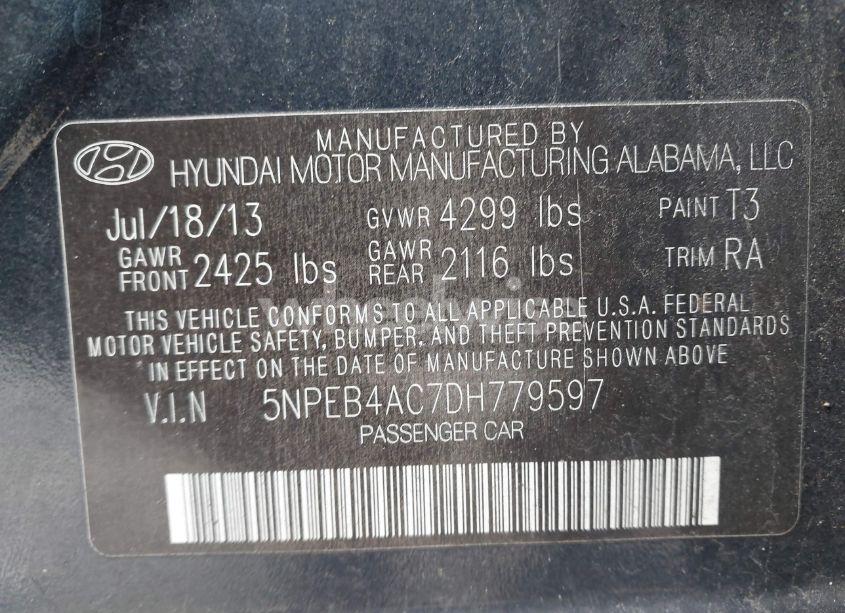 MANUFACTURED BY
HYUNDAI MOTOR MANUFACTURING ALABAMA, LLC
Jul/18/13 GVWR 4299 lbs PAINT T3
GAWR FRONT 2425 lbs GAWR REAR 2116 lbs TRIM RA
THIS VEHICLE CONFORMS TO ALL APPLICABLE U.S.A. FEDERAL
MOTOR VEHICLE SAFETY, BUMPER, AND THEFT PREVENTION STANDARDS
IN EFFECT ON THE DATE OF MANUFACTURE SHOWN ABOVE
V.I.N 5NPEB4AC7DH779597
PASSENGER CAR